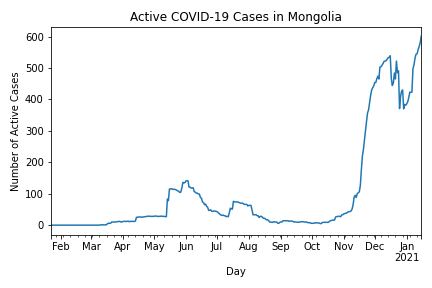 Active COVID-19 Cases in Mongolia
Number of Active Cases
600
500
400
300
200
100
0
Feb Mar Apr May Jun Jul Aug Sep Oct Nov Dec Jan
2021
Day